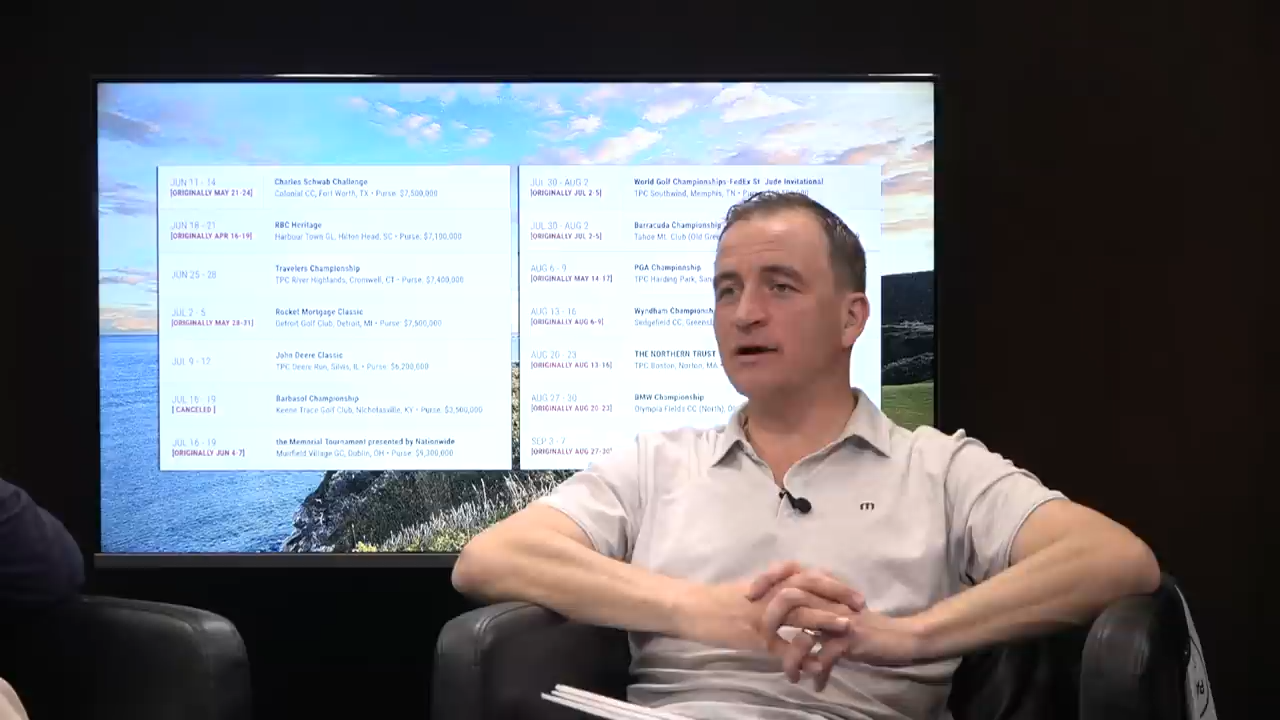 JUN 11 - 14
[ORIGINALLY MAY 21-24]
Charles Schwab Challenge
Colonial CC, Fort Worth, TX • Purse: $7,500,000
JUN 18 - 21
[ORIGINALLY APR 16-19]
RBC Heritage
Harbour Town GL, Hilton Head, SC • Purse: $7,100,000
JUN 25 - 28
Travelers Championship
TPC River Highlands, Cromwell, CT • Purse: $7,400,000
JUL 2 - 5
[ORIGINALLY MAY 28-31]
Rocket Mortgage Classic
Detroit Golf Club, Detroit, MI • Purse: $7,500,000
JUL 9 - 12
John Deere Classic
TPC Deere Run, Silvis, IL • Purse: $6,200,000
JUL 16 - 19
[ CANCELED ]
Barbasol Championship
Keene Trace Golf Club, Nicholasville, KY • Purse: $3,500,000
JUL 16 - 19
[ORIGINALLY JUN 4-7]
the Memorial Tournament presented by Nationwide
Muirfield Village GC, Dublin, OH • Purse: $9,300,000
JUL 30 - AUG 2
[ORIGINALLY JUL 2-5]
World Golf Championships-FedEx St. Jude Invitational
TPC Southwind, Memphis, TN •
JUL 30 - AUG 2
[ORIGINALLY JUL 2-5]
Barracuda Championship
Tahoe Mt. Club (Old
AUG 6 - 9
[ORIGINALLY MAY 14-17]
PGA Championship
TPC Harding Park,
AUG 13 - 16
[ORIGINALLY AUG 6-9]
Wyndham
Sedgefield CC,
AUG 20 - 23
[ORIGINALLY AUG 13-16]
THE NORTHERN TRUST
TPC Boston, Norton, MA
AUG 27 - 30
[ORIGINALLY AUG 20-23]
BMW Championship
Olympia Fields CC (North),
SEP 3 - 7
[ORIGINALLY AUG 27-30
m